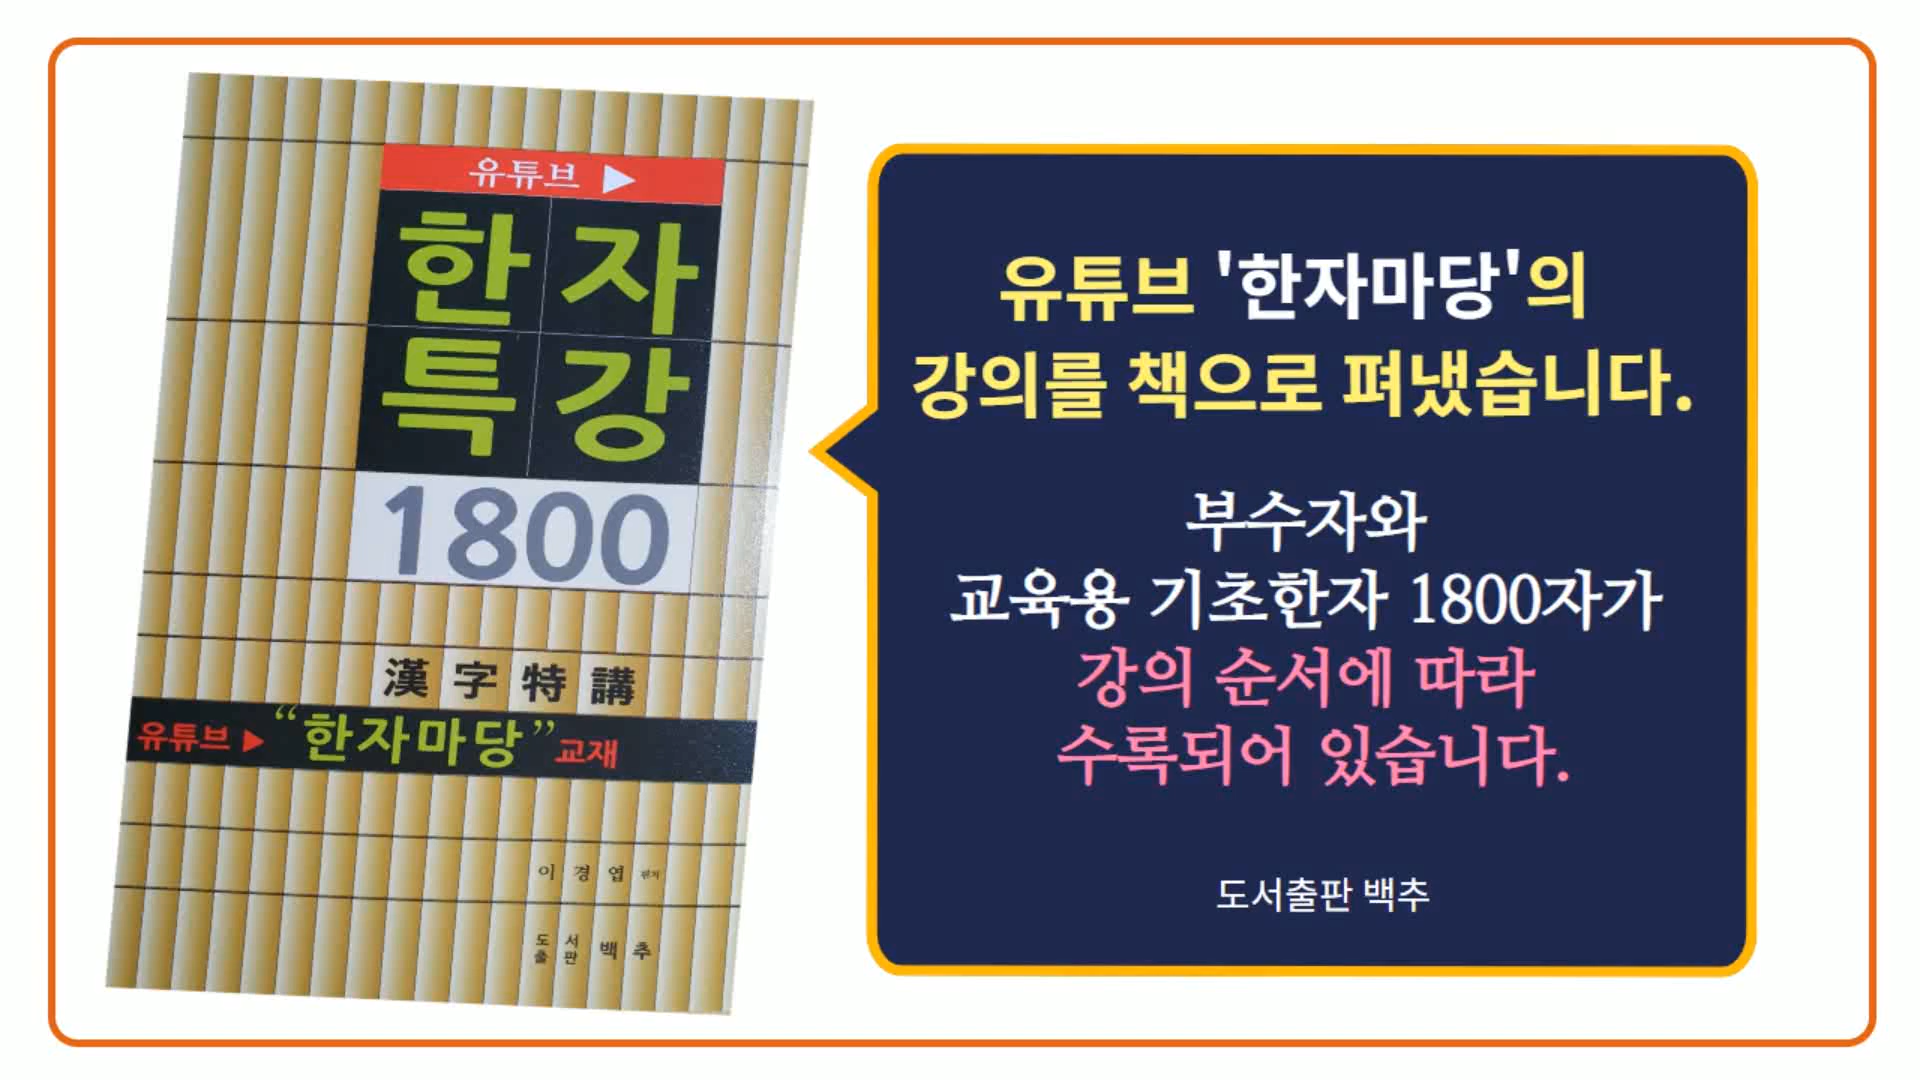 유튜브
한자
특강
1800
漢字特講
유튜브 "한자마당" 교재
이경엽 편저
도서출판 백추
유튜브 '한자마당'의
강의를 책으로 펴냈습니다.
부수자와
교육용 기초한자 1800자가
강의 순서에 따라
수록되어 있습니다.
도서출판 백추